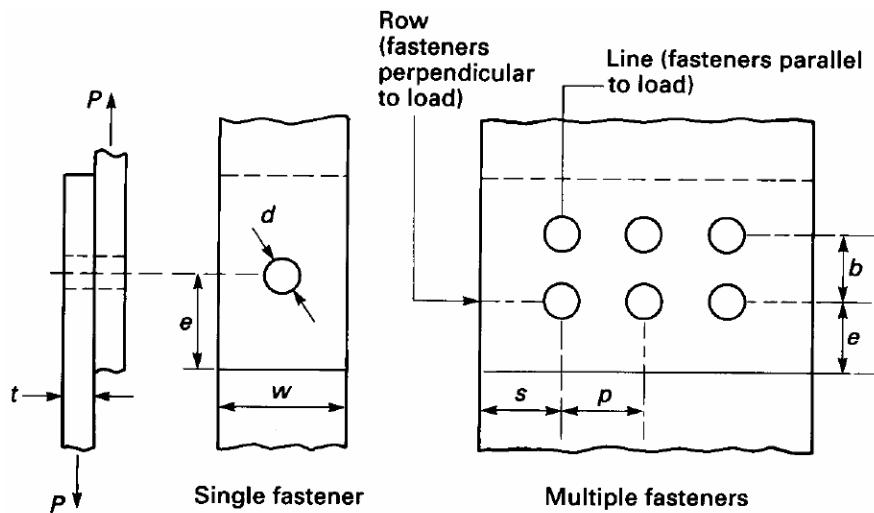 Row
(fasteners
perpendicular
to load)
Line (fasteners parallel
to load)
P
d
b
e
e
t
w
s
p
P
Single fastener
Multiple fasteners